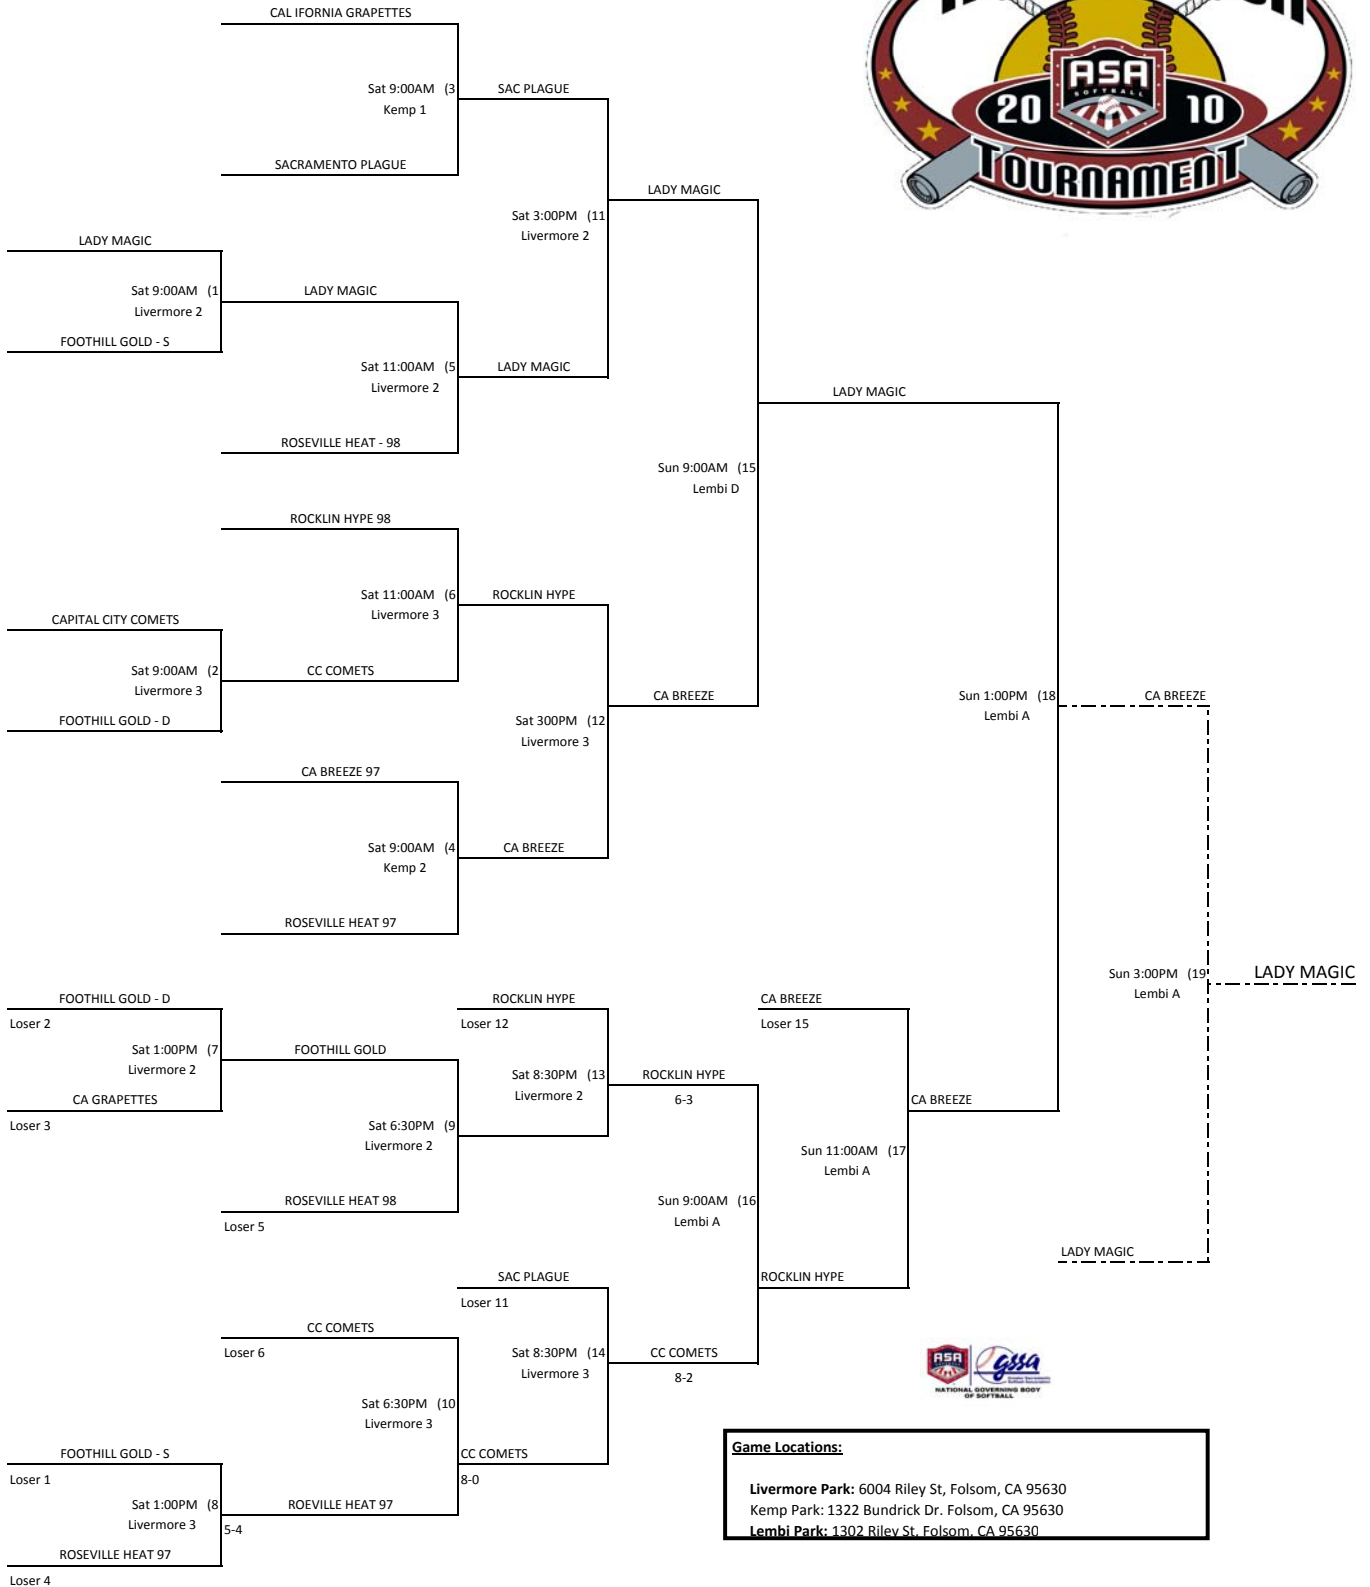 CAL IFORNIA GRAPETTES
Sat 9:00AM (3
Kemp 1
SAC PLAGUE
SACRAMENTO PLAGUE
ASA
SOFTBALL
20 10
TOURNAMENT
LADY MAGIC
Sat 3:00PM (11
Livermore 2
LADY MAGIC
Sat 9:00AM (1
Livermore 2
LADY MAGIC
FOOTHILL GOLD - S
Sat 11:00AM (5
Livermore 2
LADY MAGIC
LADY MAGIC
ROSEVILLE HEAT - 98
Sun 9:00AM (15
Lembi D
ROCKLIN HYPE 98
Sat 11:00AM (6
Livermore 3
ROCKLIN HYPE
CAPITAL CITY COMETS
Sat 9:00AM (2
Livermore 3
CC COMETS
FOOTHILL GOLD - D
CA BREEZE
Sat 300PM (12
Livermore 3
Sun 1:00PM (18
Lembi A
CA BREEZE
CA BREEZE 97
Sat 9:00AM (4
Kemp 2
CA BREEZE
ROSEVILLE HEAT 97
Sun 3:00PM (19
Lembi A
LADY MAGIC
FOOTHILL GOLD - D
Loser 2
ROCKLIN HYPE
Loser 12
CA BREEZE
Loser 15
Sat 1:00PM (7
Livermore 2
FOOTHILL GOLD
Sat 8:30PM (13
Livermore 2
ROCKLIN HYPE
6-3
CA GRAPETTES
Loser 3
CA BREEZE
Sat 6:30PM (9
Livermore 2
Sun 11:00AM (17
Lembi A
ROSEVILLE HEAT 98
Loser 5
Sun 9:00AM (16
Lembi A
LADY MAGIC
SAC PLAGUE
Loser 11
ROCKLIN HYPE
CC COMETS
Loser 6
Sat 8:30PM (14
Livermore 3
CC COMETS
8-2
ASA gssa
NATIONAL GOVERNING BODY
OF SOFTBALL
Sat 6:30PM (10
Livermore 3
FOOTHILL GOLD - S
Loser 1
CC COMETS
8-0
Sat 1:00PM (8
Livermore 3
ROEVILLE HEAT 97
5-4
ROSEVILLE HEAT 97
Loser 4
Game Locations:
Livermore Park: 6004 Riley St, Folsom, CA 95630
Kemp Park: 1322 Bundrick Dr. Folsom, CA 95630
Lembi Park: 1302 Riley St. Folsom, CA 95630